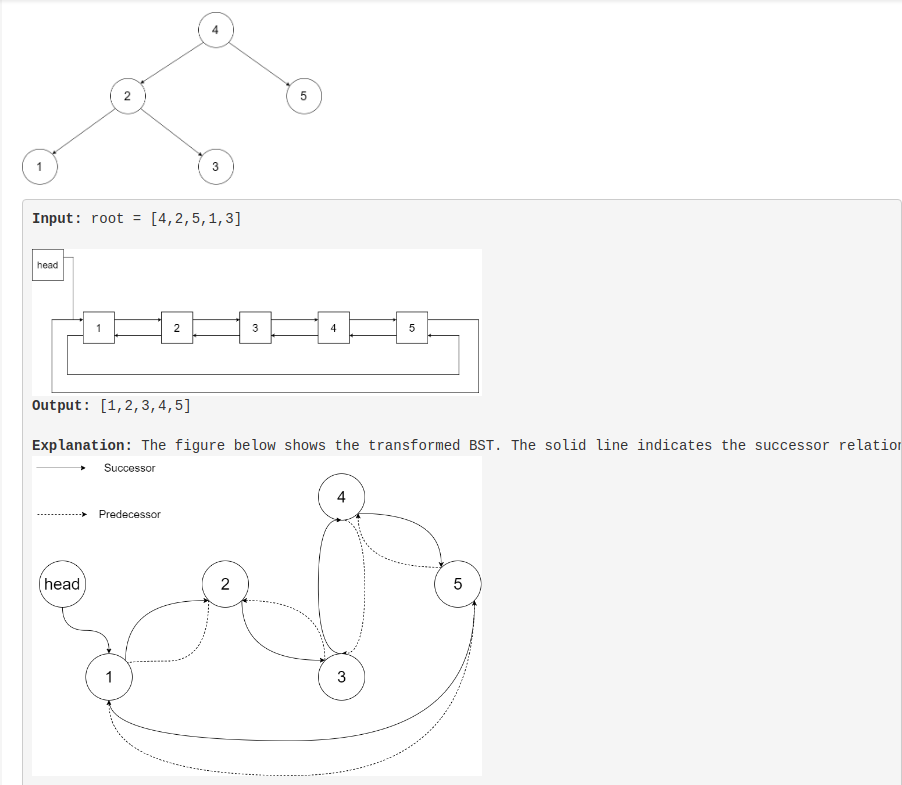 4
2
5
1
3
Input: root = [4,2,5,1,3]
head
1 2 3 4 5
Output: [1,2,3,4,5]
Explanation: The figure below shows the transformed BST. The solid line indicates the successor
Successor
4
Predecessor
head
2
5
1
3